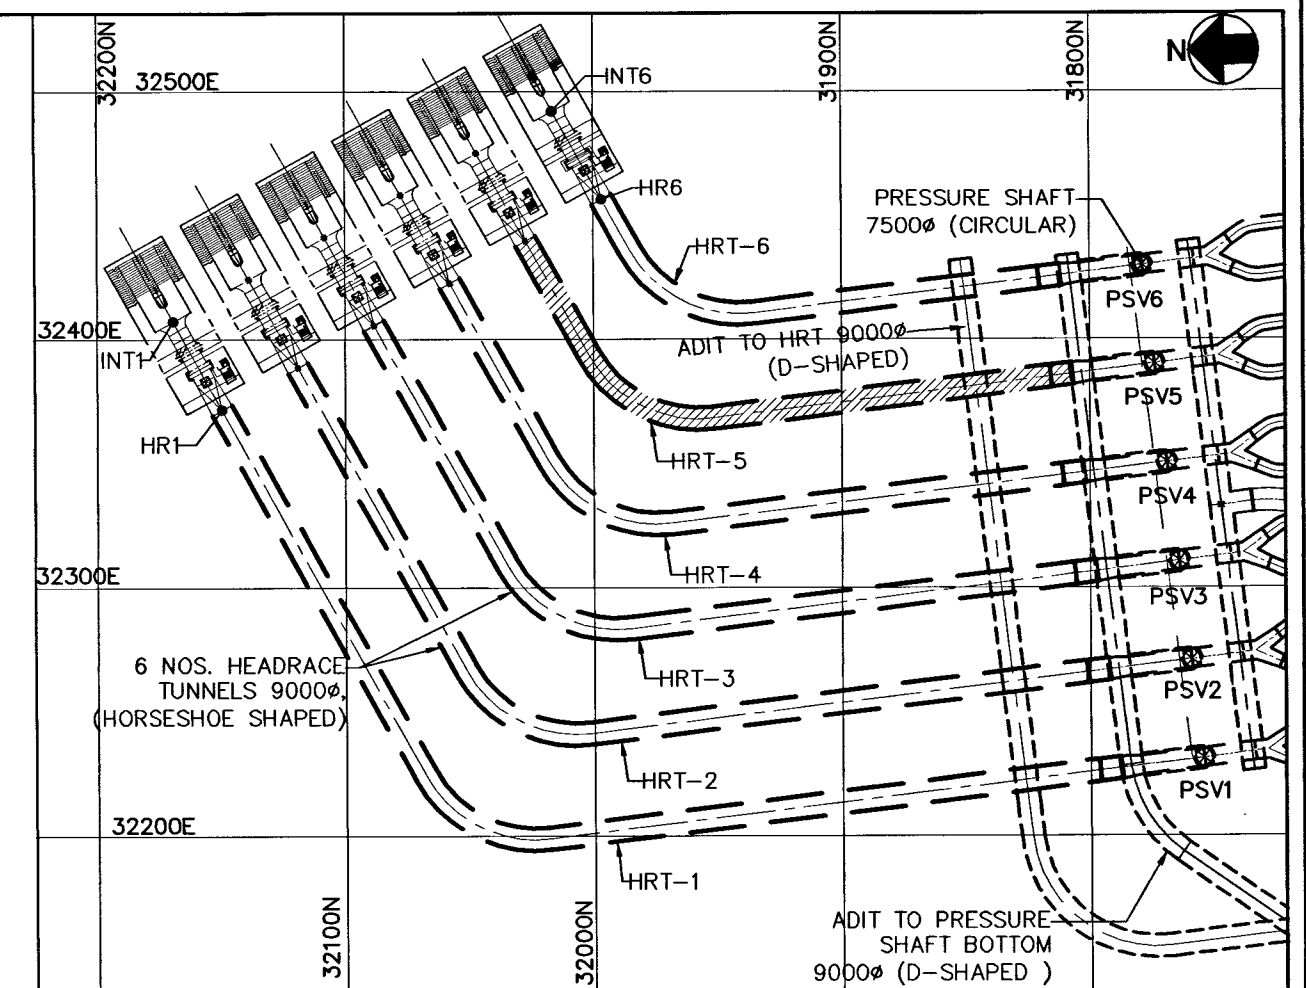 32200N
32500E
INT6
31900N
31800N
N
HR6
PRESSURE SHAFT
7500ø (CIRCULAR)
HRT-6
PSV6
32400E
INT1
ADIT TO HRT 9000ø
(D-SHAPED)
PSV5
HR1
HRT-5
PSV4
32300E
HRT-4
PSV3
6 NOS. HEADRACE
TUNNELS 9000ø,
(HORSESHOE SHAPED)
HRT-3
PSV2
HRT-2
PSV1
32200E
HRT-1
32100N
32000N
ADIT TO PRESSURE
SHAFT BOTTOM
9000ø (D-SHAPED )